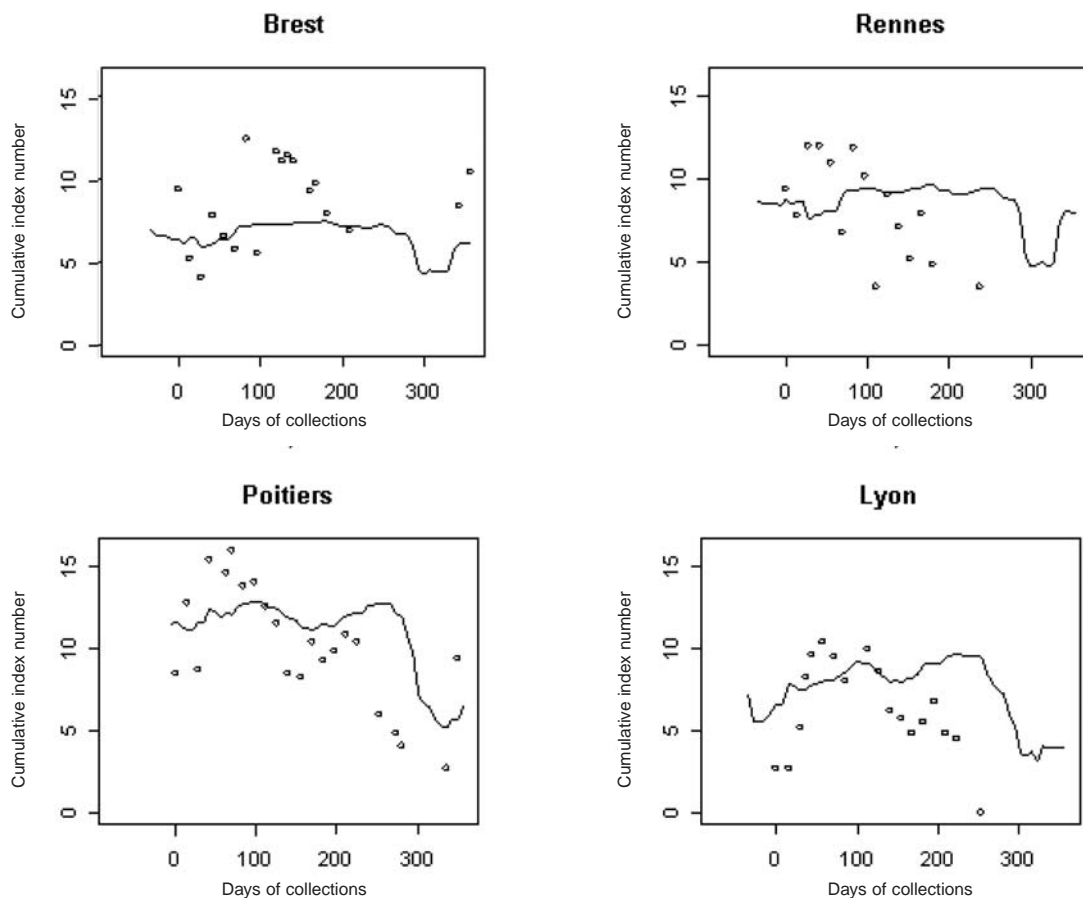 Brest
Cumulative index number
15
10
5
0
0 100 200 300
Days of collections
Rennes
Cumulative index number
15
10
5
0
0 100 200 300
Days of collections
Poitiers
Cumulative index number
15
10
5
0
0 100 200 300
Days of collections
Lyon
Cumulative index number
15
10
5
0
0 100 200 300
Days of collections